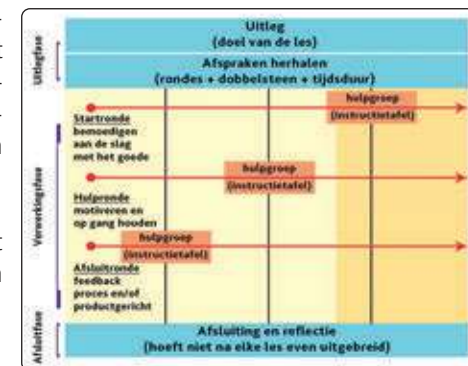 Uitlegfase
Uitleg
(doel van de les)
Afspraken herhalen
(rondes + dobbelsteen + tijdsduur)
Verwerkingsfase
hulpgroep
(instructietafel)
Startronde
bemoedigen
aan de slag
met het goede
hulpgroep
(instructietafel)
Hulpronde
motiveren en
op gang houden
hulpgroep
(instructietafel)
Afsluitronde
feedback
proces en/of
productgericht
Afsluitfase
Afsluiting en reflectie
(hoeft niet na elke les even uitgebreid)